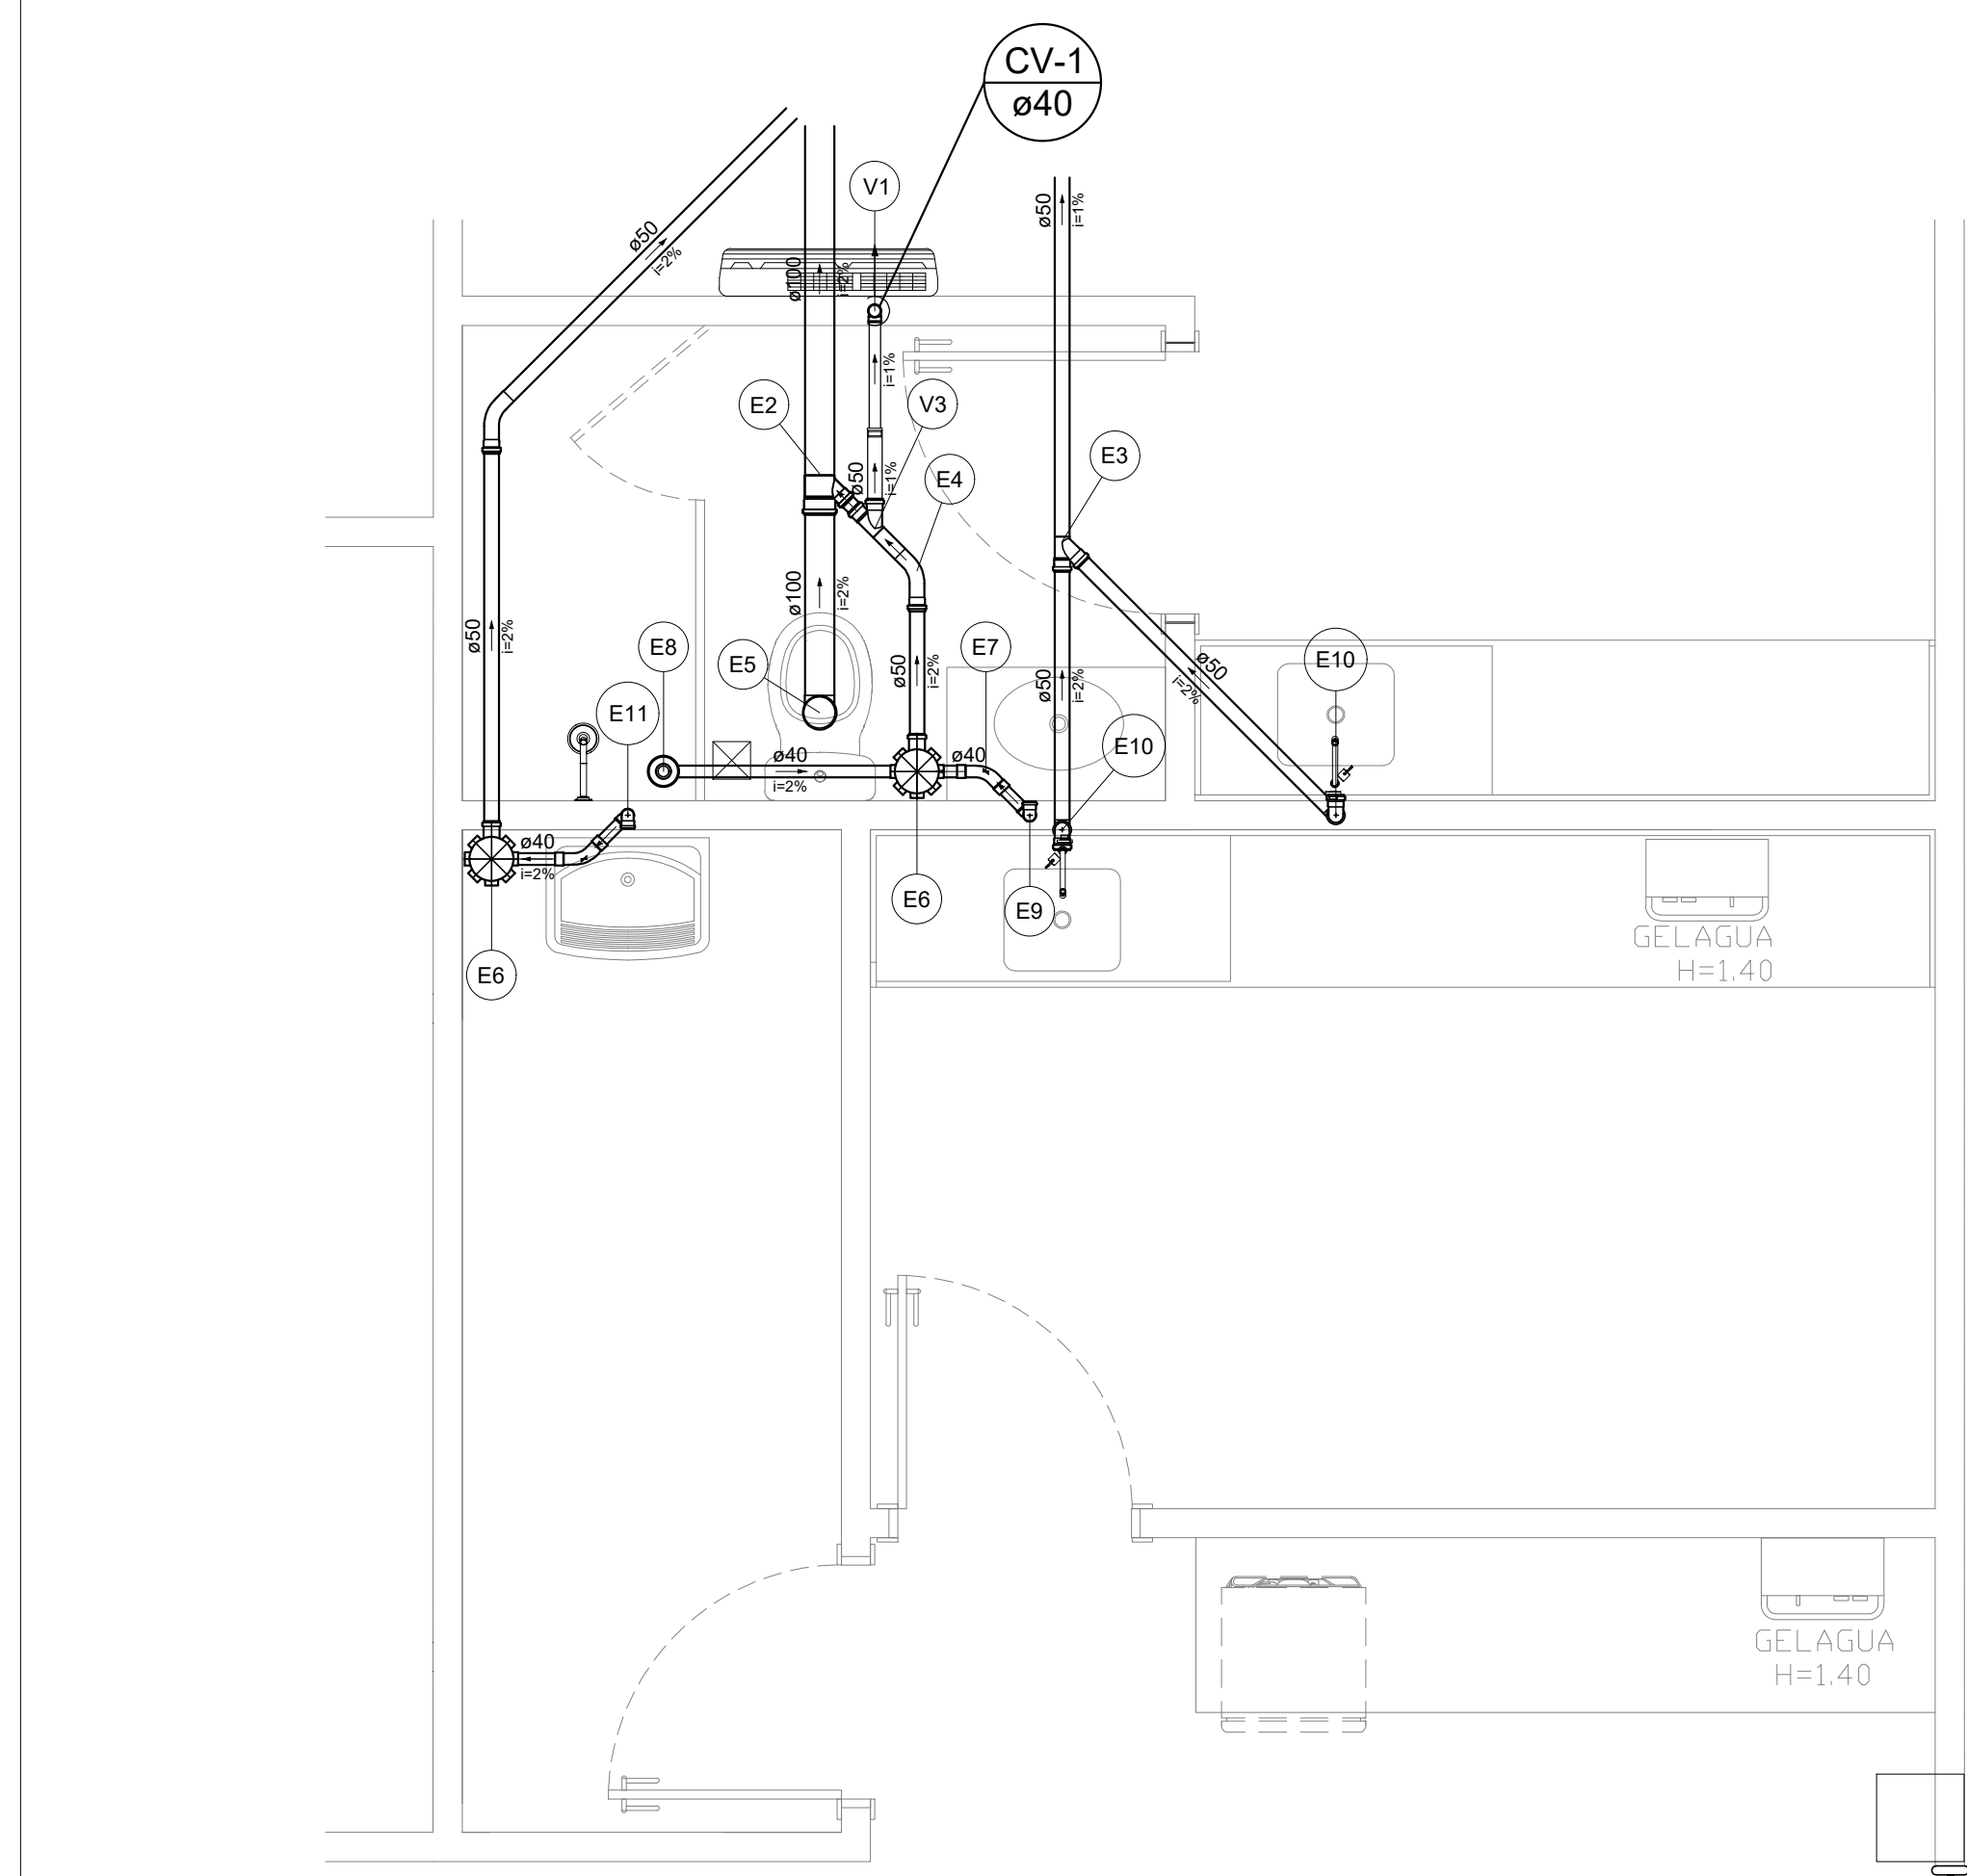 CV-1
ø40
V1
ø50
i=1%
ø50
i=2%
ø100
i=2%
i=1%
E2
V3
E3
ø50
i=1%
E4
ø100
i=2%
ø50
i=2%
E8
E5
ø50
i=2%
E7
ø50
i=2%
ø50
i=2%
E10
E11
E10
ø40
i=2%
ø40
ø40
i=2%
E6
E9
E6
GELAGUA
H=1.40
GELAGUA
H=1.40